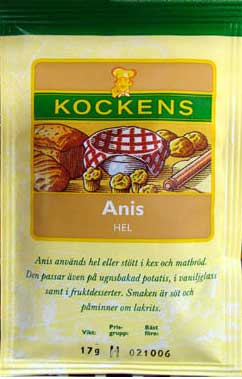 KOCKENS
Anis
HEL
Anis används hel eller stött i kex och matbröd.
Den passar även på ugnsbakad potatis, i vaniljglass
samt i fruktdesserter. Smaken är söt och
påminner om lakrits.
Vikt: Pris- Bäst
grupp: före:
17g H 021006